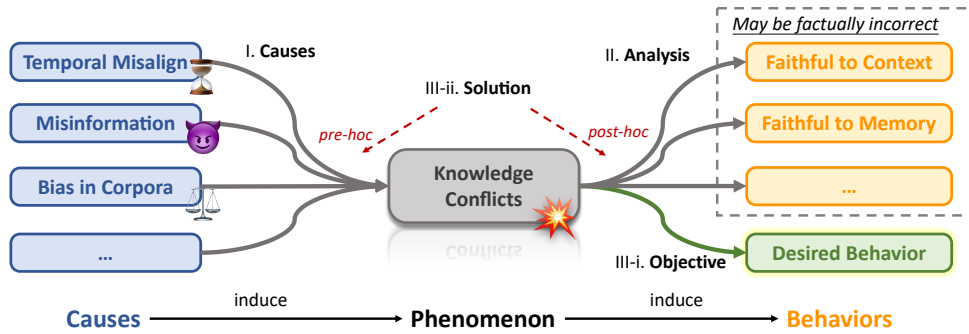 May be factually incorrect
I. Causes
II. Analysis
Temporal Misalign
Faithful to Context
III-ii. Solution
Misinformation
pre-hoc
post-hoc
Faithful to Memory
Knowledge
Conflicts
Bias in Corpora
...
Conflicts
...
III-i. Objective
Desired Behavior
induce
induce
Causes
Phenomenon
Behaviors